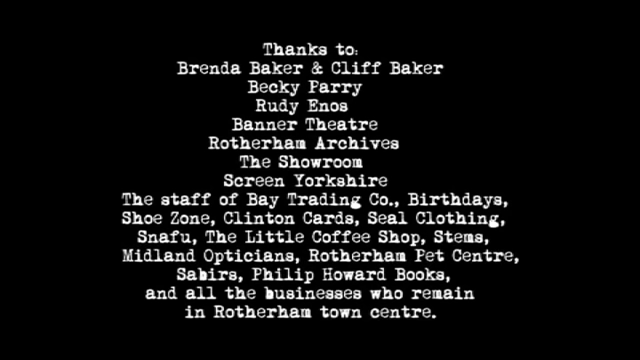 Thanks to:
Brenda Baker & Cliff Baker
Becky Parry
Rudy Enos
Banner Theatre
Rotherham Archives
The Showroom
Screen Yorkshire
The staff of Bay Trading Co., Birthdays,
Shoe Zone, Clinton Cards, Seal Clothing,
Snafu, The Little Coffee Shop, Stems,
Midland Opticians, Rotherham Pet Centre,
Sabirs, Philip Howard Books,
and all the businesses who remain
in Rotherham town centre.